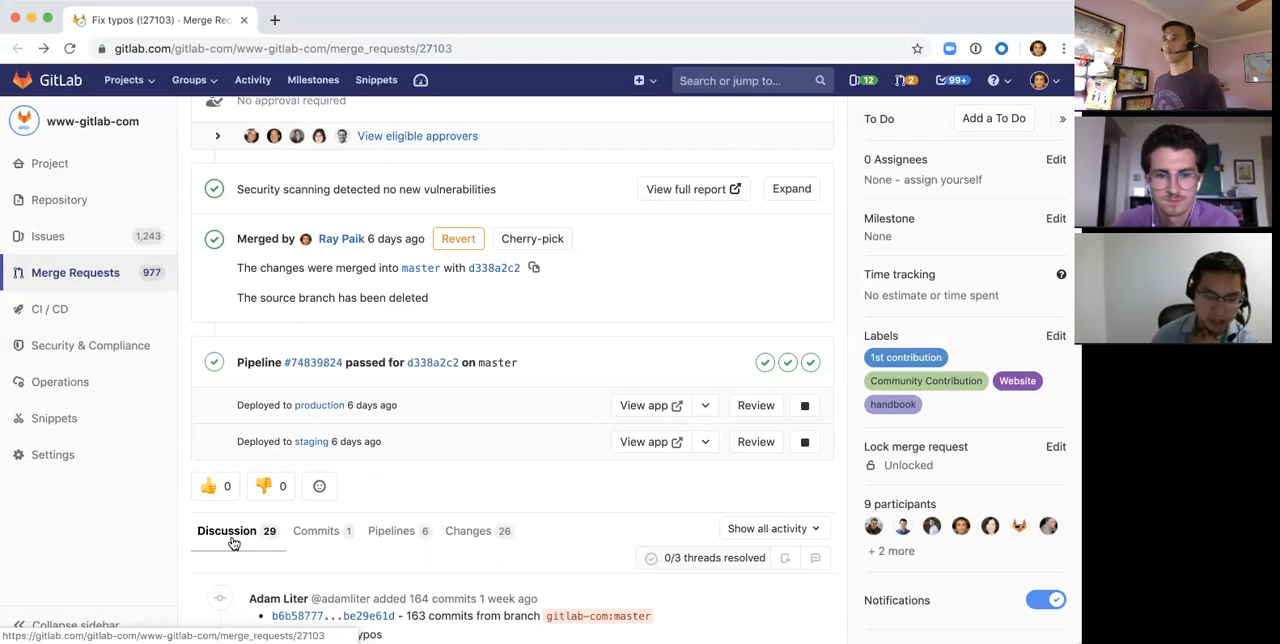 Fix typos (!27103) · Merge Req
gitlab.com/gitlab-com/www-gitlab-com/merge_requests/27103
GitLab Projects Groups Activity Milestones Snippets Search or jump to... 12 2 99+
www-gitlab-com
Project
Repository
Issues 1,243
Merge Requests 977
CI / CD
Security & Compliance
Operations
Snippets
Settings
Collapse sidebar
No approval required
View eligible approvers
Security scanning detected no new vulnerabilities View full report Expand
Merged by Ray Paik 6 days ago Revert Cherry-pick
The changes were merged into master with d338a2c2
The source branch has been deleted
Pipeline #74839824 passed for d338a2c2 on master
Deployed to production 6 days ago View app Review
Deployed to staging 6 days ago View app Review
0 0
Discussion 29 Commits 1 Pipelines 6 Changes 26 Show all activity
0/3 threads resolved
Adam Liter @adamliter added 164 commits 1 week ago
b6b58777...be29e61d - 163 commits from branch gitlab-com:master
ypos
https://gitlab.com/gitlab-com/www-gitlab-com/merge_requests/27103
To Do Add a To Do »
0 Assignees Edit
None - assign yourself
Milestone Edit
None
Time tracking
No estimate or time spent
Labels Edit
1st contribution
Community Contribution Website
handbook
Lock merge request Edit
Unlocked
9 participants
+ 2 more
Notifications